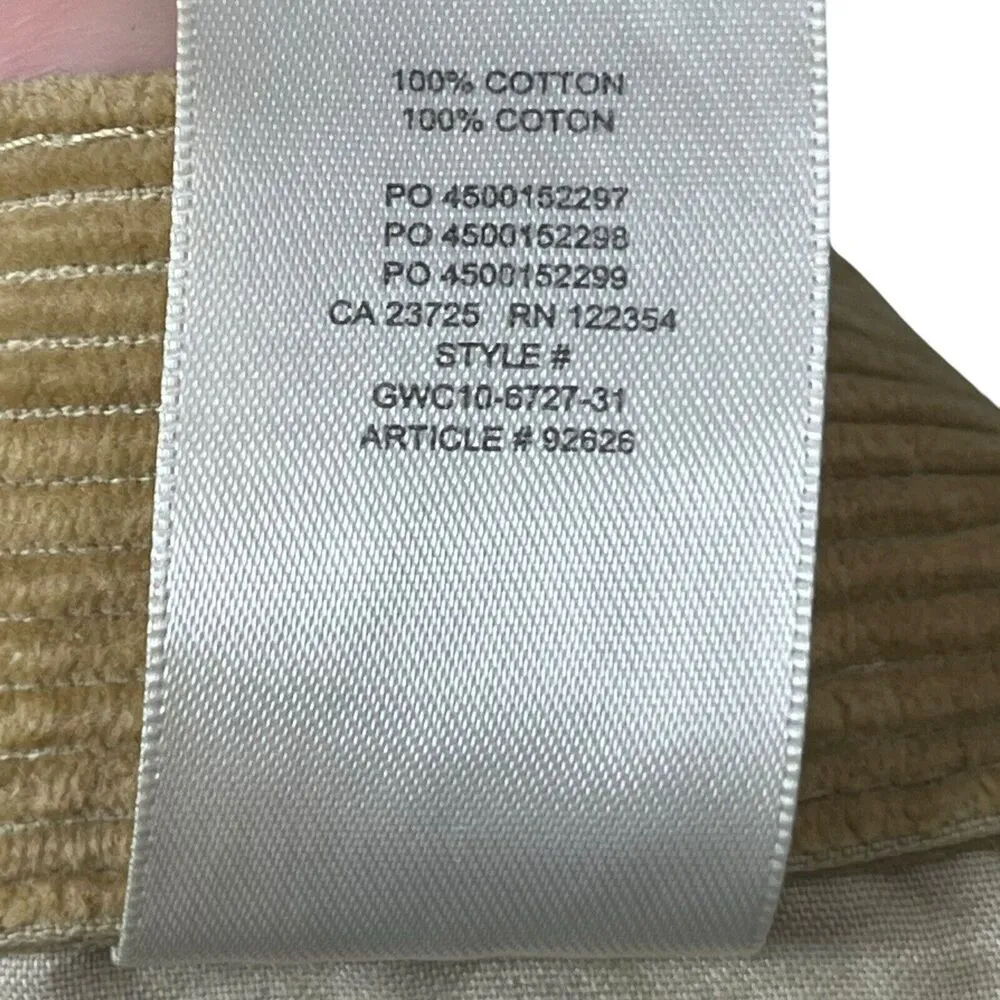 100% COTTON
100% COTON
PO 4500152297
PO 4500152298
PO 4500152299
CA 23725 RN 122354
STYLE #
GWC10-6727-31
ARTICLE # 92626